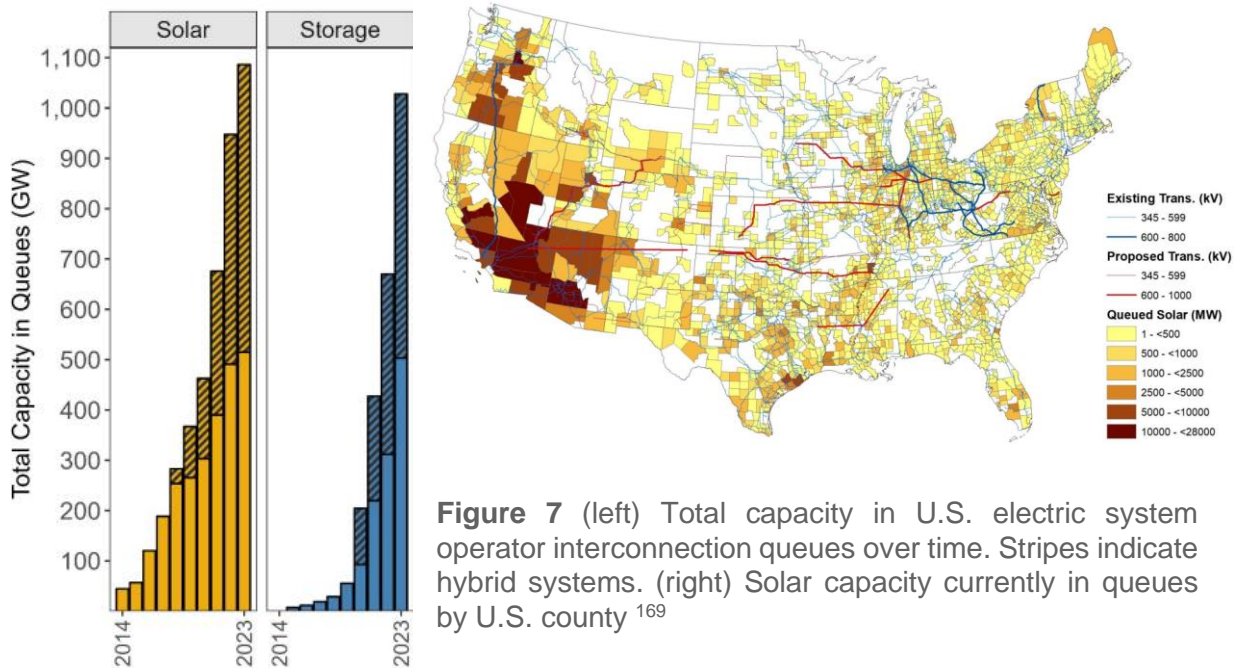 Solar
Storage
Total Capacity in Queues (GW)
1,100
1,000
900
800
700
600
500
400
300
200
100
2014
2023
2014
2023
Existing Trans. (kV)
345 - 599
600 - 800
Proposed Trans. (kV)
345 - 599
600 - 1000
Queued Solar (MW)
1 - <500
500 - <1000
1000 - <2500
2500 - <5000
5000 - <10000
10000 - <28000
Figure 7 (left) Total capacity in U.S. electric system
operator interconnection queues over time. Stripes indicate
hybrid systems. (right) Solar capacity currently in queues
by U.S. county 169